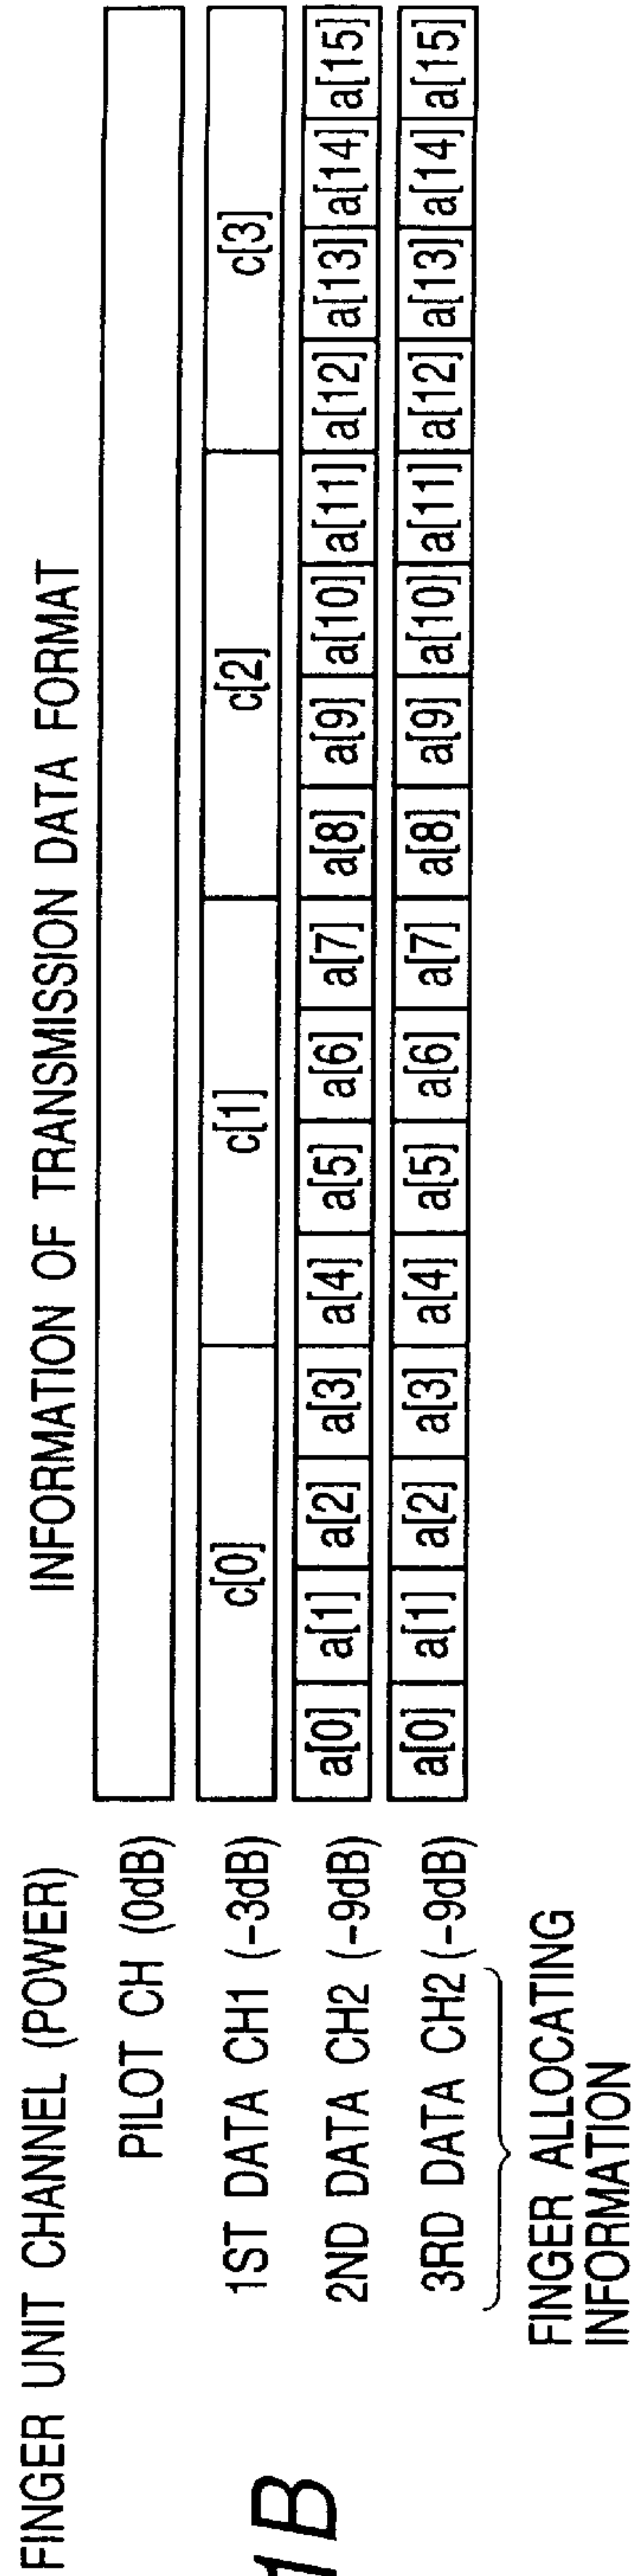 1B
FINGER UNIT CHANNEL (POWER)
INFORMATION OF TRANSMISSION DATA FORMAT
PILOT CH (0dB)
1ST DATA CH1 (-3dB) c[0] c[1] c[2] c[3]
2ND DATA CH2 (-9dB) a[0] a[1] a[2] a[3] a[4] a[5] a[6] a[7] a[8] a[9] a[10] a[11] a[12] a[13] a[14] a[15]
3RD DATA CH2 (-9dB) a[0] a[1] a[2] a[3] a[4] a[5] a[6] a[7] a[8] a[9] a[10] a[11] a[12] a[13] a[14] a[15]
FINGER ALLOCATING
INFORMATION